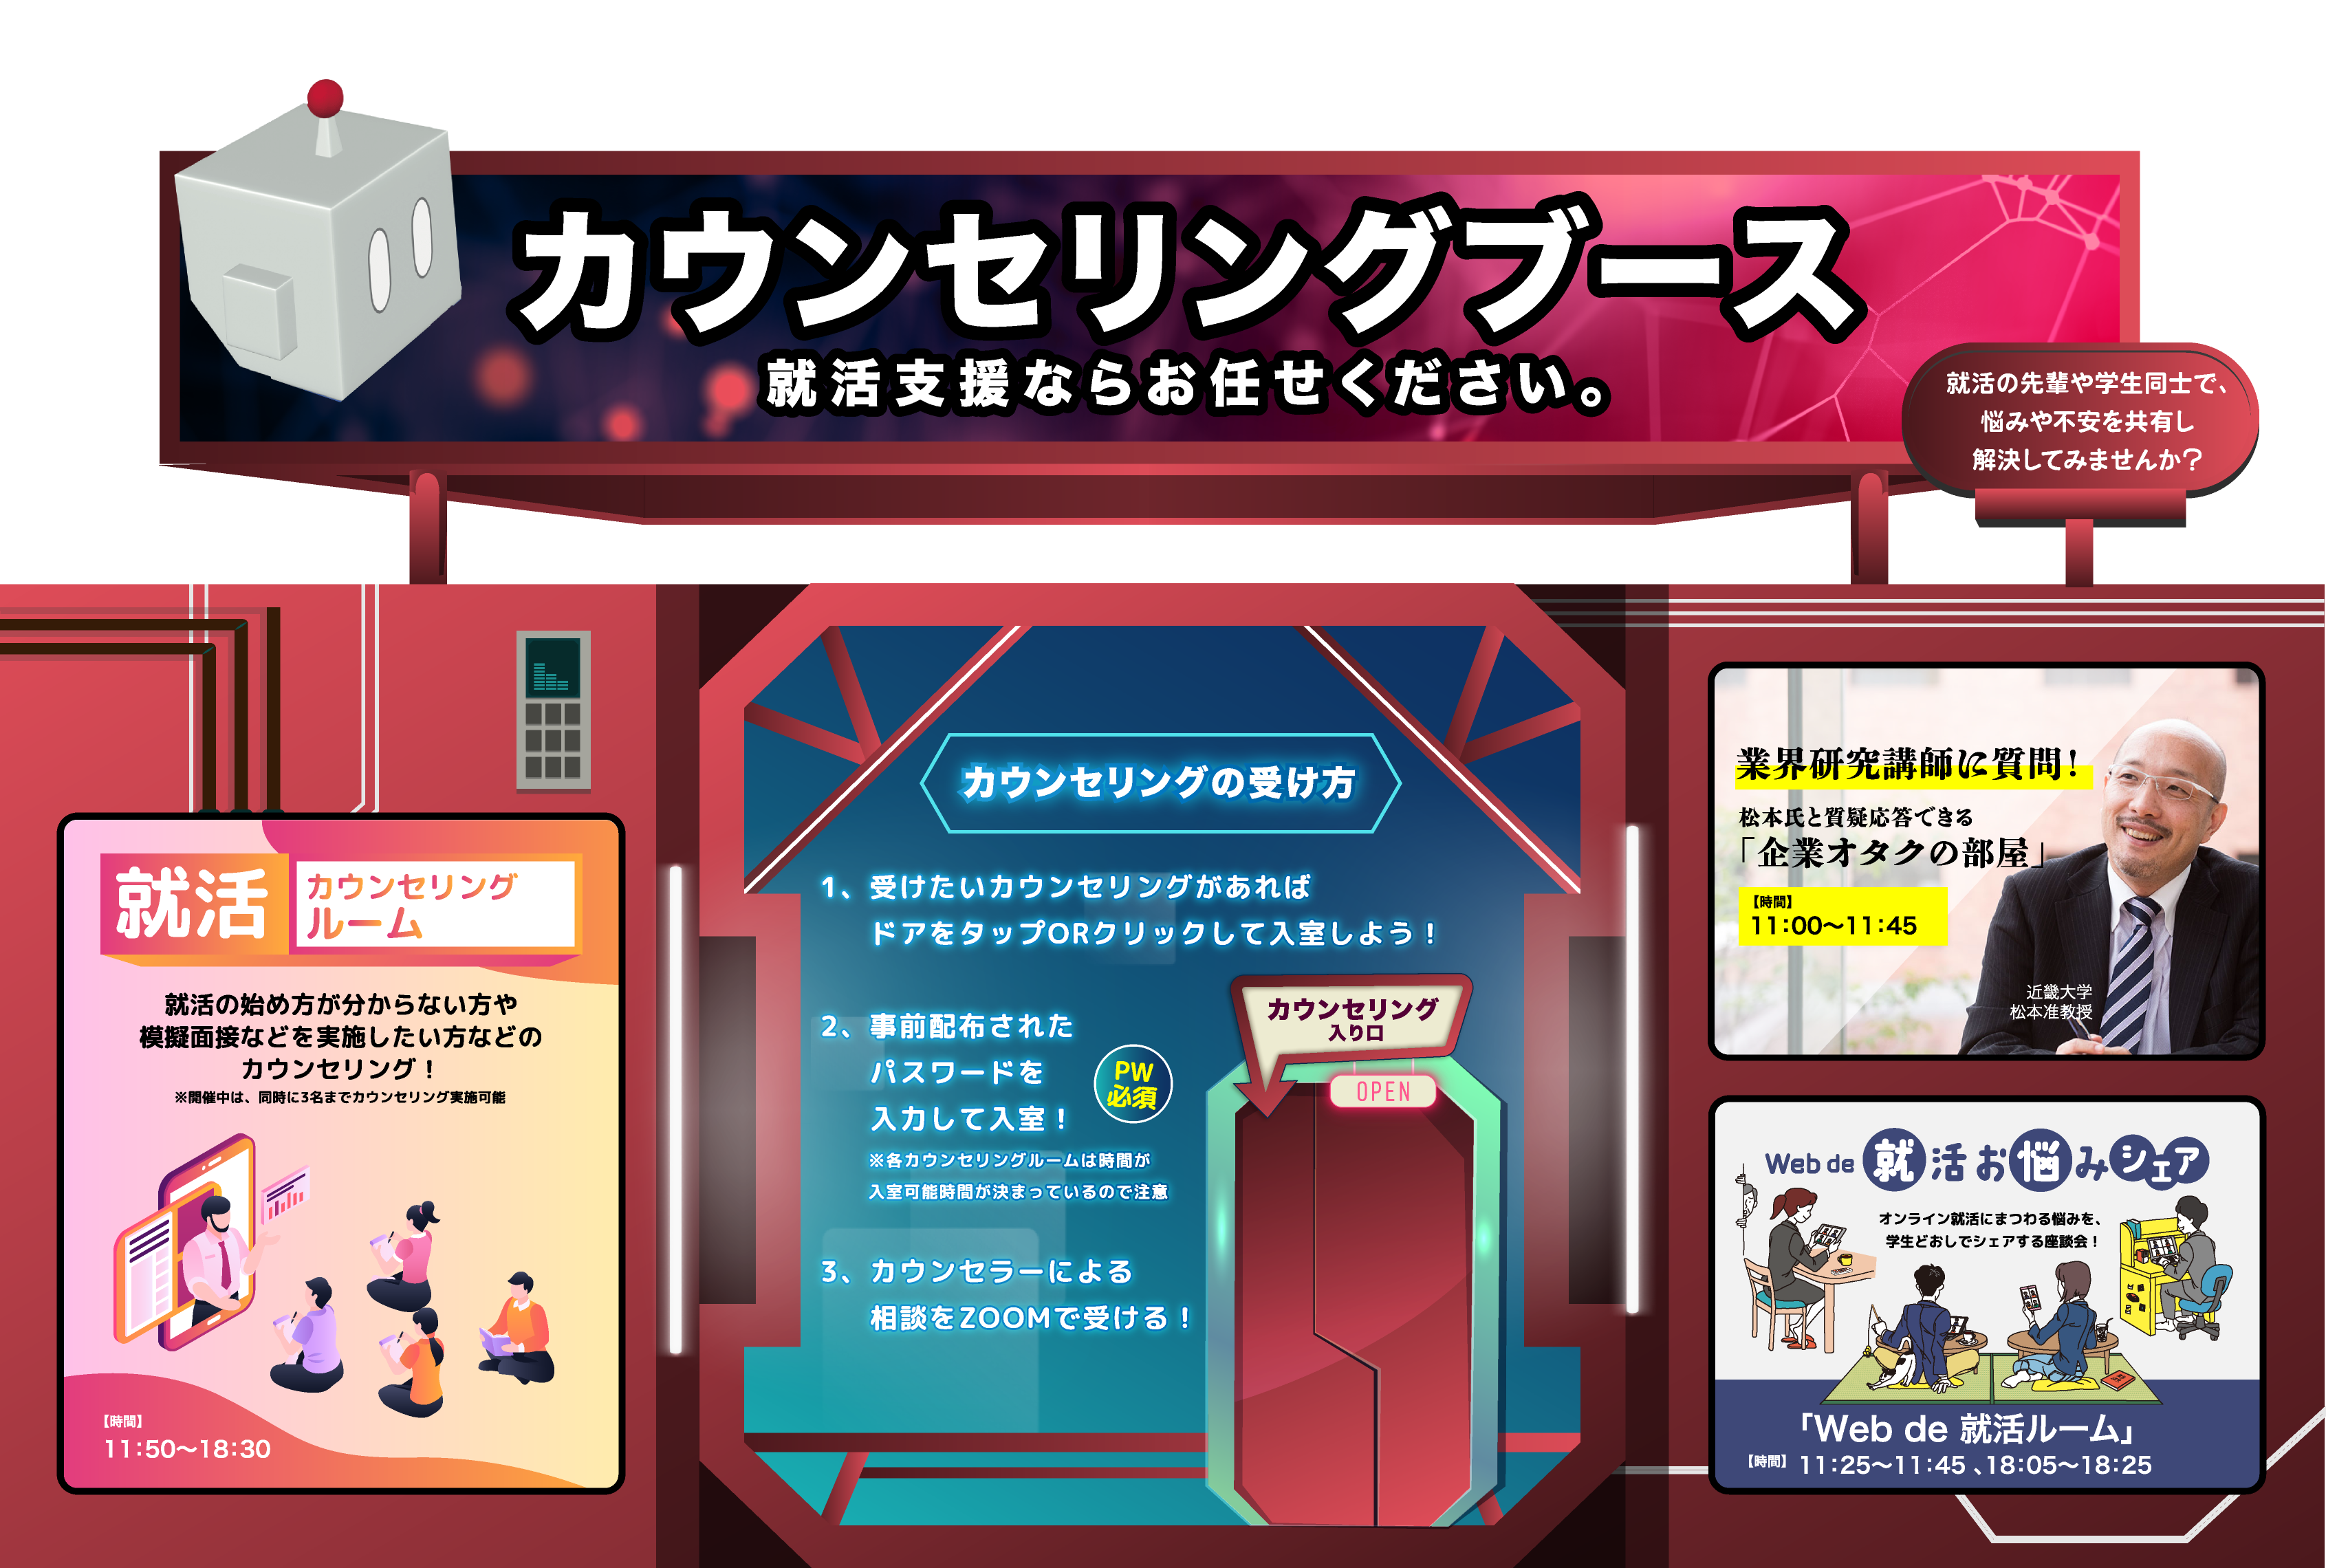 カウンセリングブース
就活支援ならお任せください。
就活の先輩や学生同士で、
悩みや不安を共有し
解決してみませんか？
就活
カウンセリング
ルーム
就活の始め方が分からない方や
模擬面接などを実施したい方などの
カウンセリング！
※開催中は、同時に3名までカウンセリング実施可能
【時間】
11：50〜18：30
カウンセリングの受け方
1、受けたいカウンセリングがあれば
ドアをタップORクリックして入室しよう！
2、事前配布された
パスワードを
入力して入室！
PW
必須
※各カウンセリングルームは時間が
入室可能時間が決まっているので注意
3、カウンセラーによる
相談をZOOMで受ける！
カウンセリング
入り口
OPEN
業界研究講師に質問！
松本氏と質疑応答できる
「企業オタクの部屋」
【時間】
11：00〜11：45
近畿大学
松本准教授
Web de 就活お悩みシェア
オンライン就活にまつわる悩みを、
学生どおしでシェアする座談会！
「Web de 就活ルーム」
【時間】11：25〜11：45、18：05〜18：25